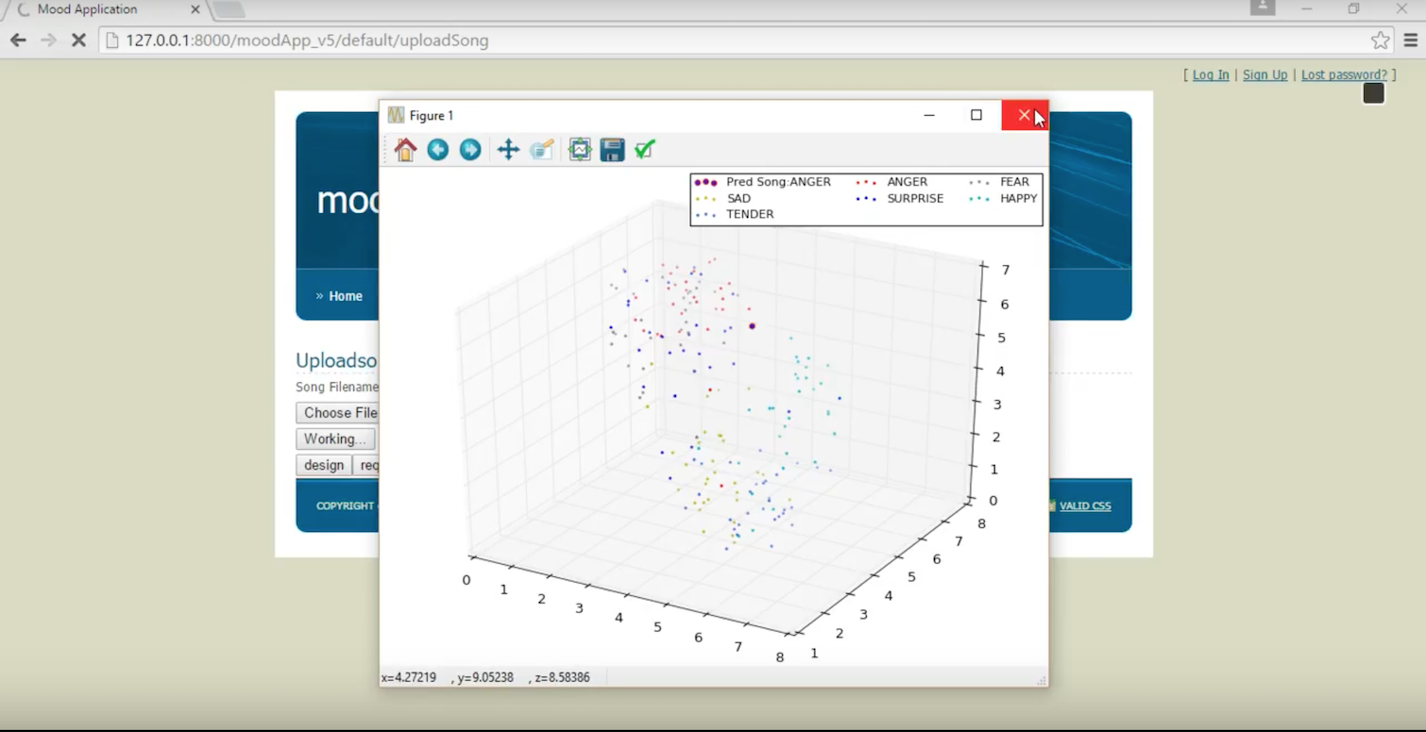 Mood Application
127.0.0.1:8000/moodApp_v5/default/uploadSong
[ Log In | Sign Up | Lost password? ]
Figure 1
moo
» Home
Pred Song:ANGER ANGER FEAR
SAD SURPRISE HAPPY
TENDER
7
6
5
4
3
2
1
0
8
7
6
5
4
3
2
1
0 1 2 3 4 5 6 7 8
Uploadso
Song Filename
Choose File
Working...
design req
COPYRIGHT
VALID CSS
x=4.27219 , y=9.05238 , z=8.58386